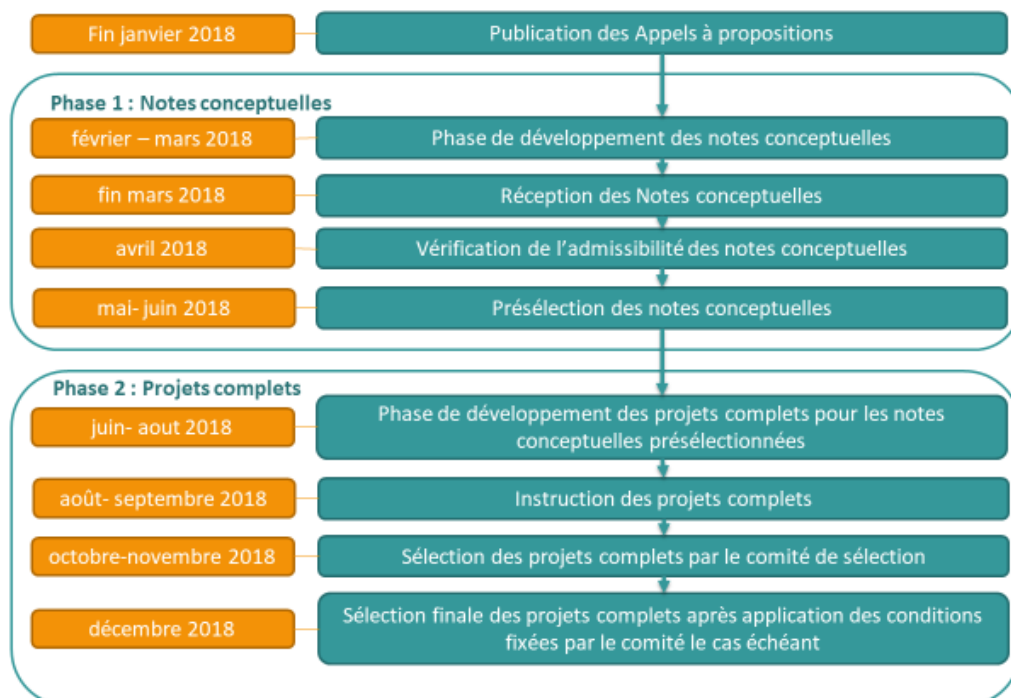 Fin janvier 2018
Publication des Appels à propositions
Phase 1 : Notes conceptuelles
février – mars 2018
Phase de développement des notes conceptuelles
fin mars 2018
Réception des Notes conceptuelles
avril 2018
Vérification de l'admissibilité des notes conceptuelles
mai- juin 2018
Présélection des notes conceptuelles
Phase 2 : Projets complets
juin- aout 2018
Phase de développement des projets complets pour les notes
conceptuelles présélectionnées
août- septembre 2018
Instruction des projets complets
octobre-novembre 2018
Sélection des projets complets par le comité de sélection
décembre 2018
Sélection finale des projets complets après application des conditions
fixées par le comité le cas échéant